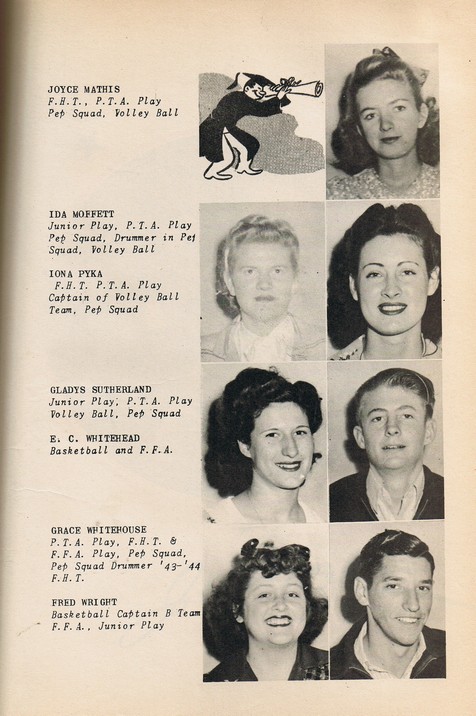 JOYCE MATHIS
F.H.T., P.T.A. Play
Pep Squad, Volley Ball
IDA MOFFETT
Junior Play, P.T.A. Play
Pep Squad, Drummer in Pep
Squad, Volley Ball
IONA PYKA
F.H.T. P.T.A. Play
Captain of Volley Ball
Team, Pep Squad
GLADYS SUTHERLAND
Junior Play, P.T.A. Play
Volley Ball, Pep Squad
E. C. WHITEHEAD
Basketball and F.F.A.
GRACE WHITEHOUSE
P.T.A. Play, F.H.T. &
F.F.A. Play, Pep Squad,
Pep Squad Drummer '43-'44
F.H.T.
FRED WRIGHT
Basketball Captain B Team
F.F.A., Junior Play